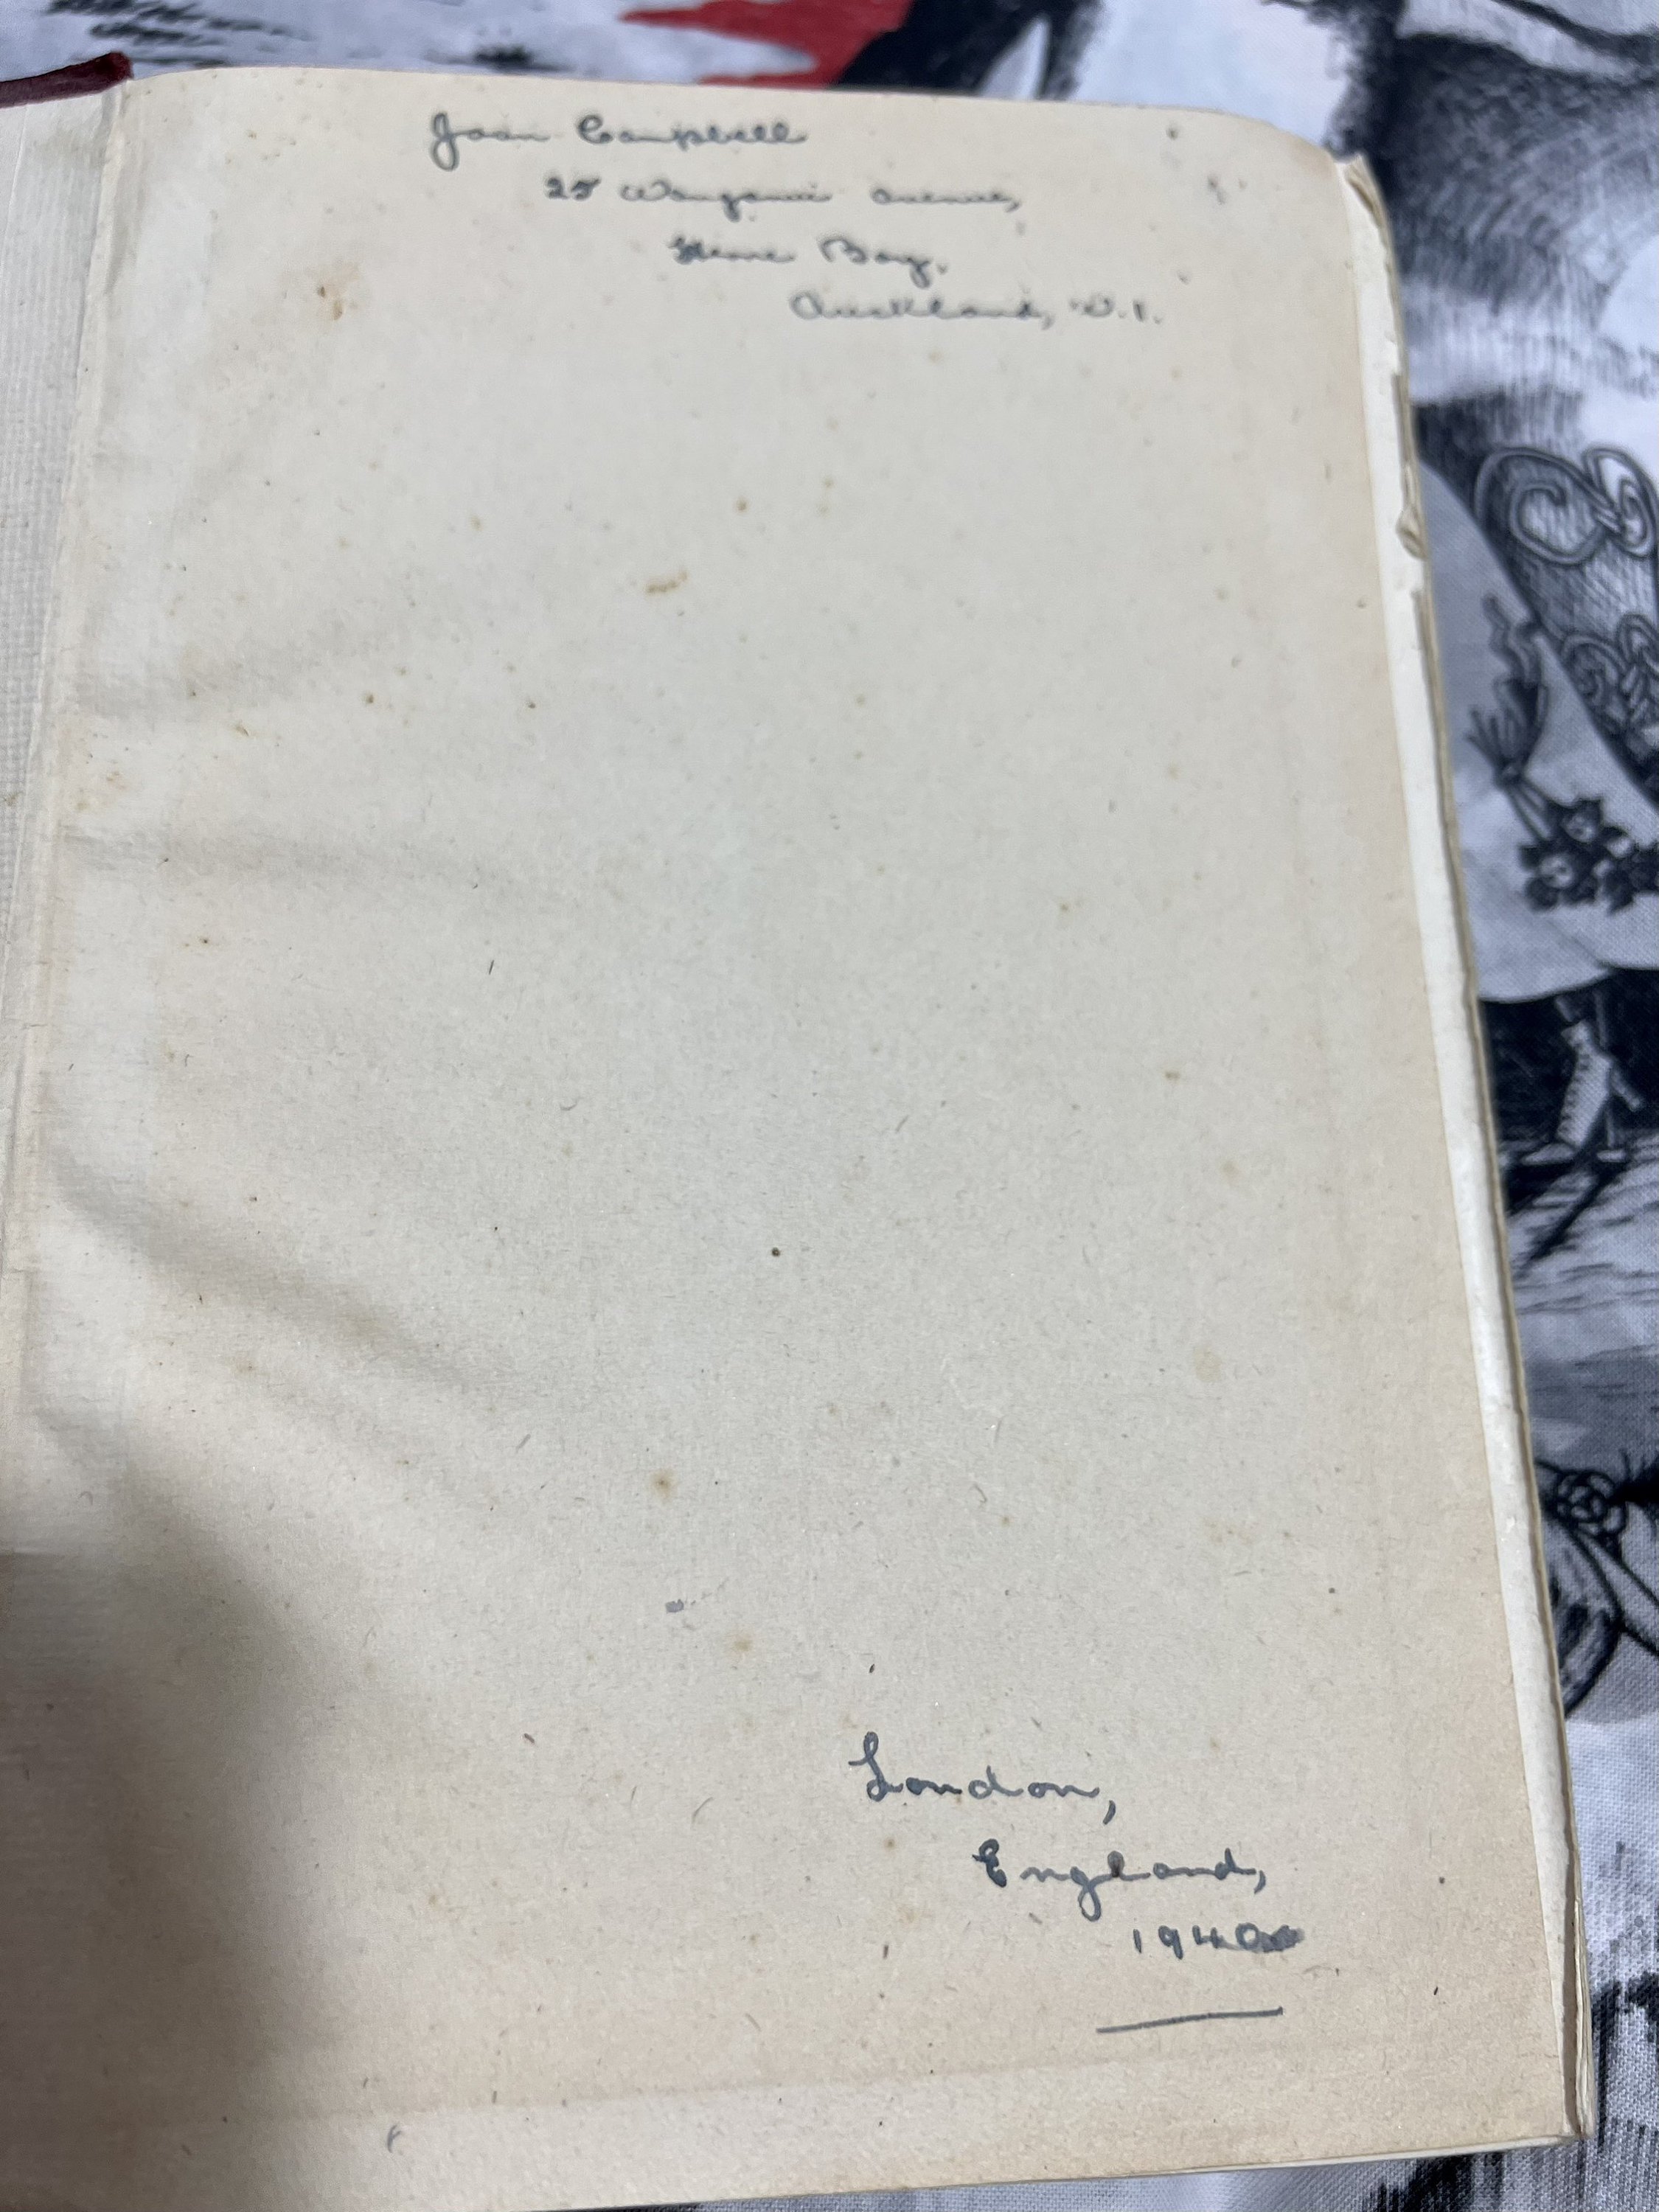 Joan Campbell
25 Wanganui Avenue,
Herne Bay.
Auckland, W.1.
London,
England,
1940